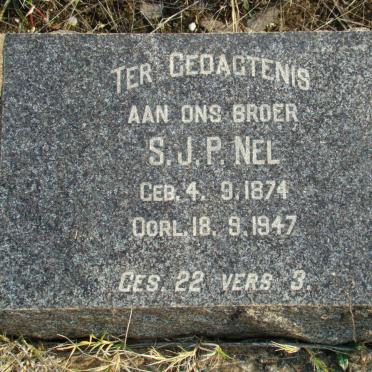 TER GEDAGTENIS
AAN ONS BROER
S.J.P. NEL
GEB. 4. 9. 1874
OORL. 18. 9. 1947
GES. 22 VERS 3.